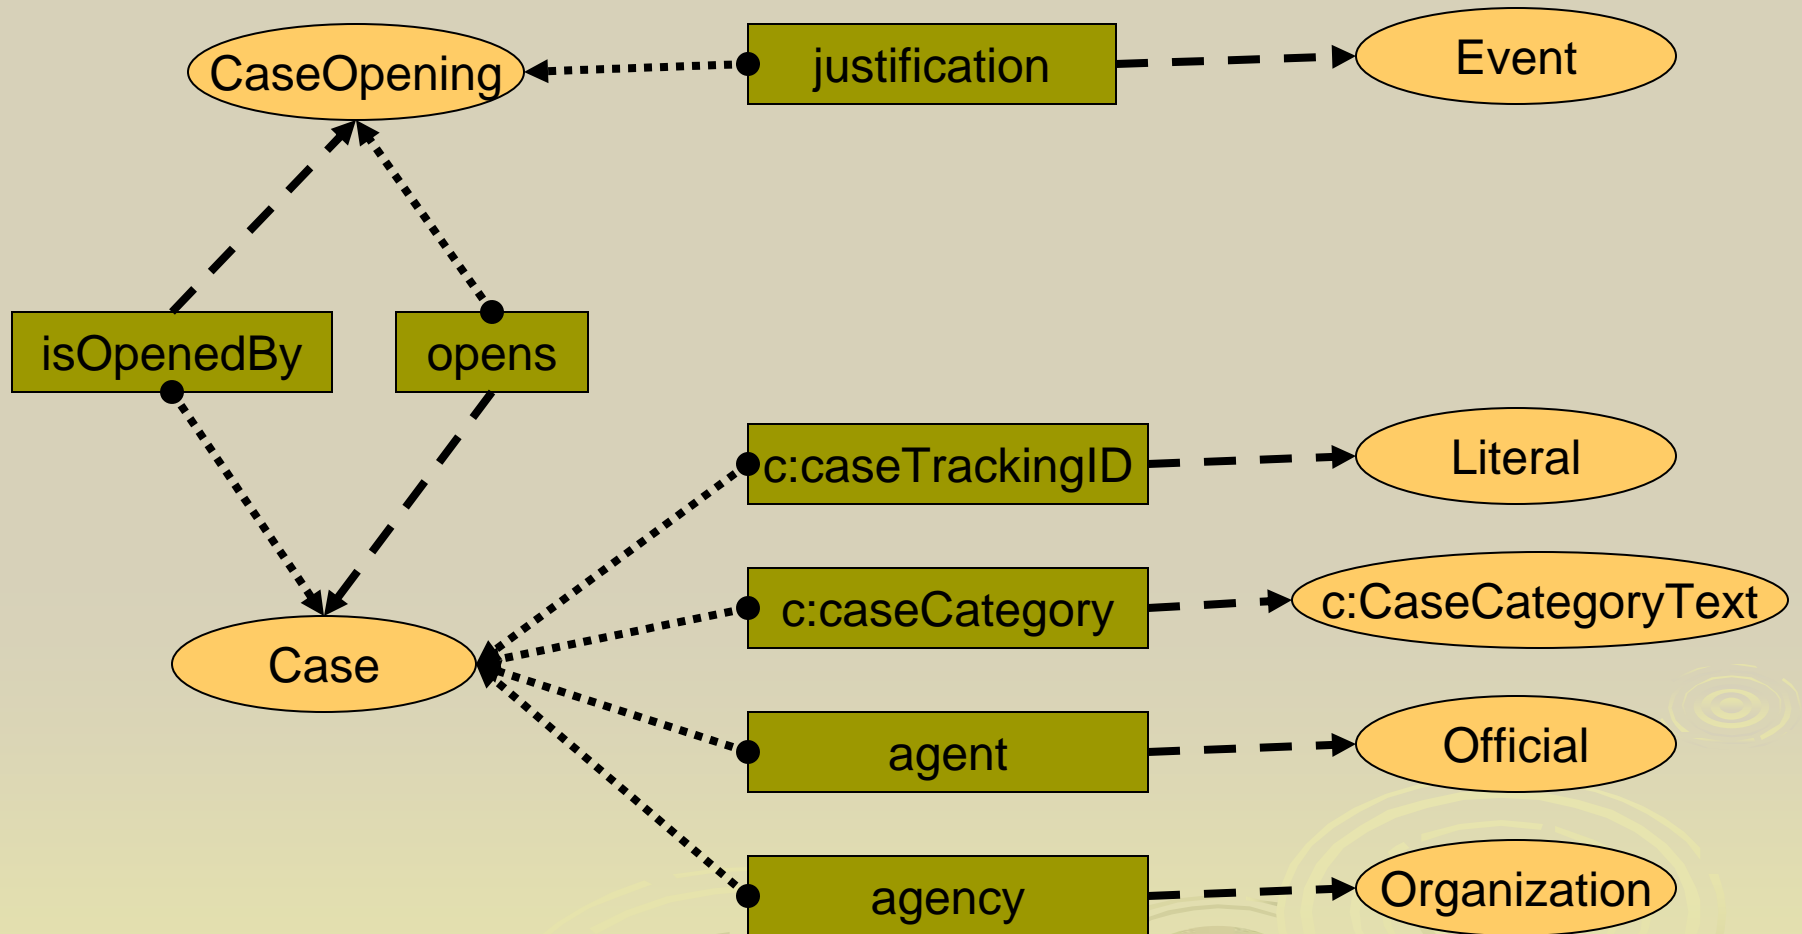 CaseOpening
justification
Event
isOpenedBy
opens
c:caseTrackingID
Literal
c:caseCategory
c:CaseCategoryText
Case
agent
Official
agency
Organization